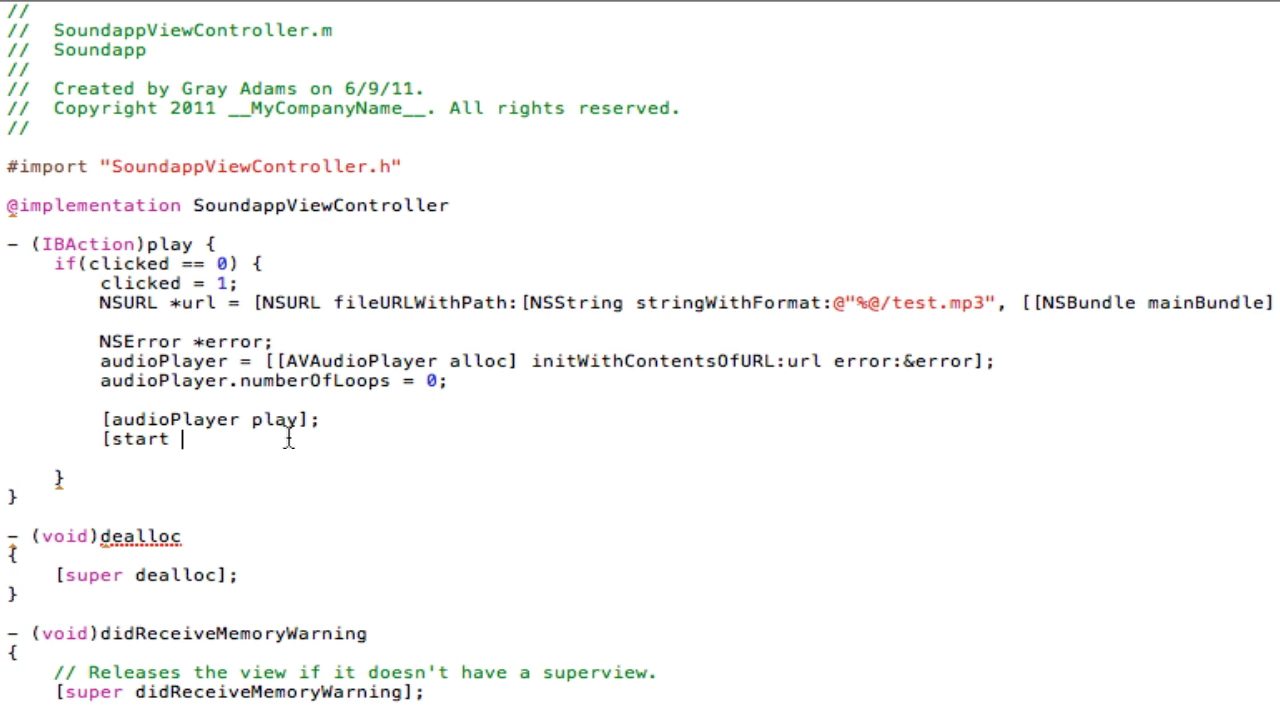 //
//  SoundappViewController.m
//  Soundapp
//
//  Created by Gray Adams on 6/9/11.
//  Copyright 2011 __MyCompanyName__. All rights reserved.
//
#import "SoundappViewController.h"
@implementation SoundappViewController
- (IBAction)play {
if(clicked == 0) {
clicked = 1;
NSURL *url = [NSURL fileURLWithPath:[NSString stringWithFormat:@"%@/test.mp3", [[NSBundle mainBundle]
NSError *error;
audioPlayer = [[AVAudioPlayer alloc] initWithContentsOfURL:url error:&error];
audioPlayer.numberOfLoops = 0;
[audioPlayer play];
[start
}
}
- (void)dealloc
{
[super dealloc];
}
- (void)didReceiveMemoryWarning
{
// Releases the view if it doesn't have a superview.
[super didReceiveMemoryWarning];